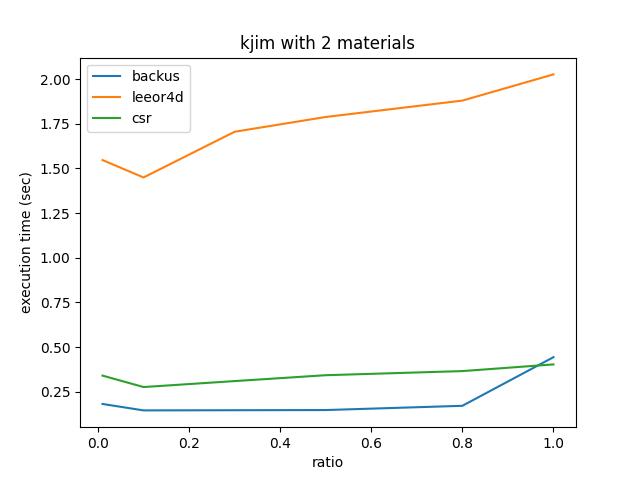 kjim with 2 materials
backus
leeor4d
csr
execution time (sec)
2.00
1.75
1.50
1.25
1.00
0.75
0.50
0.25
0.0 0.2 0.4 0.6 0.8 1.0
ratio